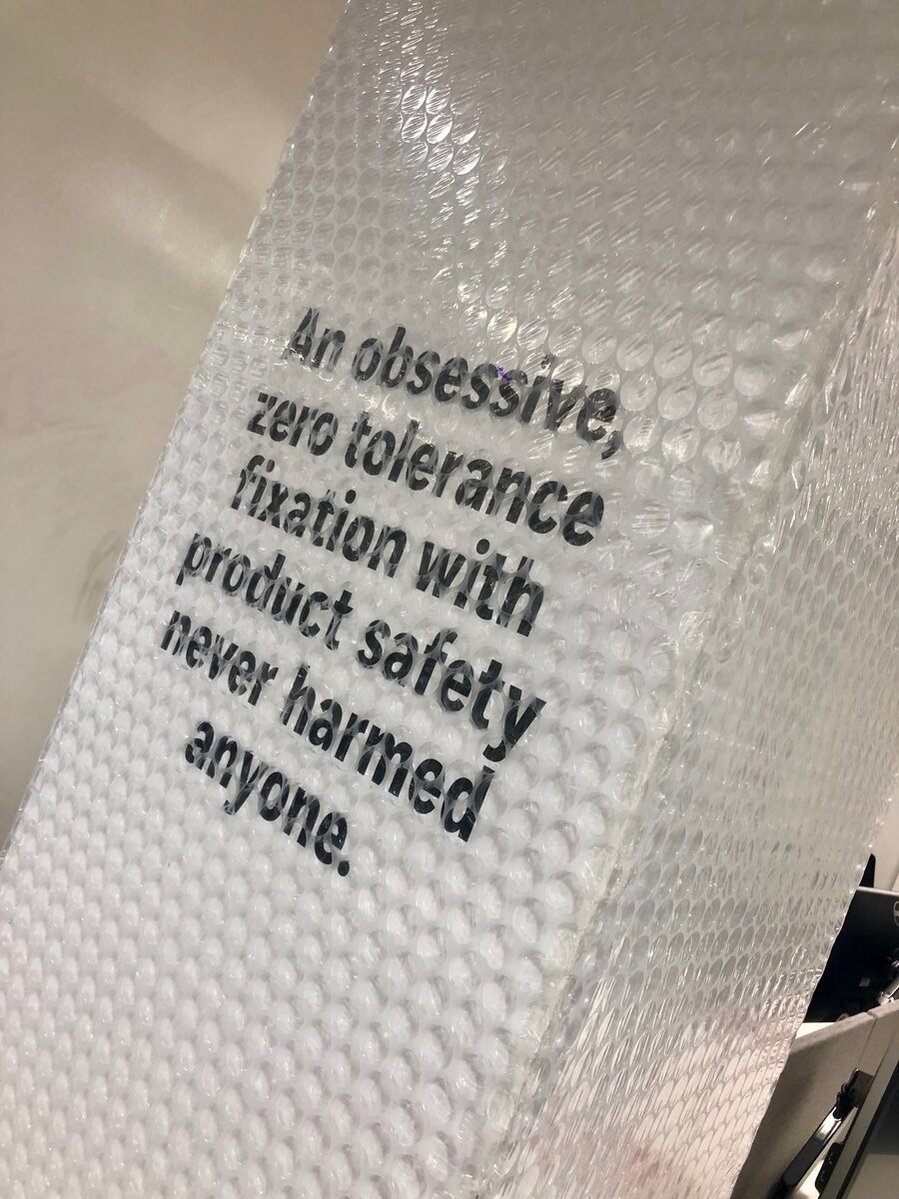 An obsessive,
zero tolerance
fixation with
product safety
never harmed
anyone.